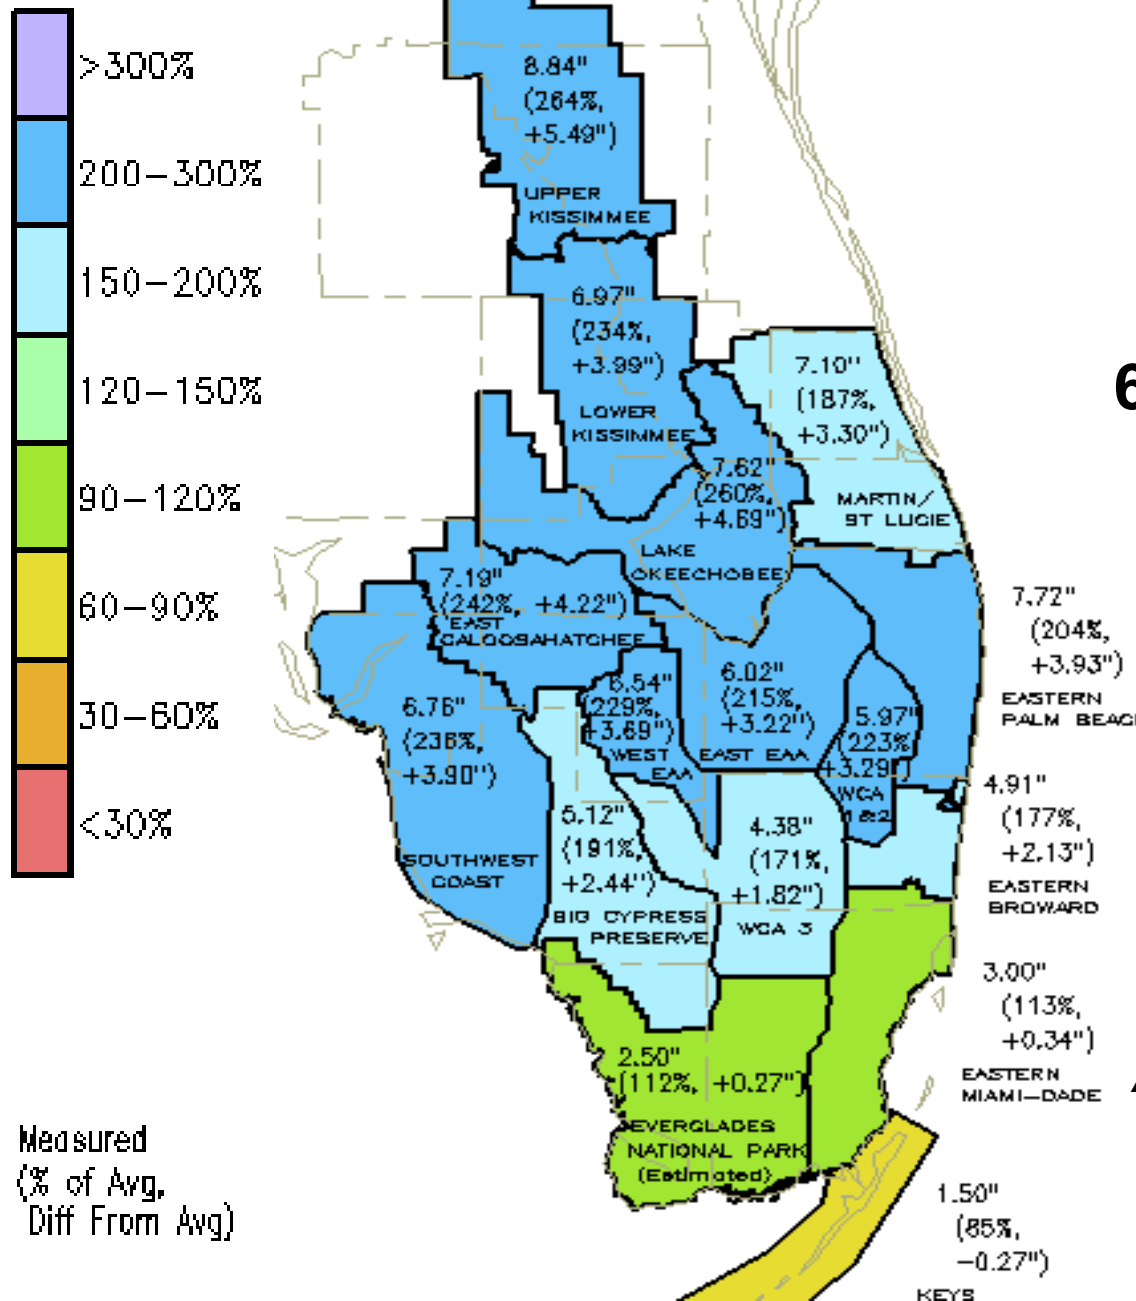 >300%
200-300%
150-200%
120-150%
90-120%
60-90%
30-60%
<30%
Measured
(% of Avg,
Diff From Avg)
8.84"
(264%,
+5.49")
UPPER
KISSIMMEE
6.97"
(234%,
+3.99")
LOWER
KISSIMMEE
7.10"
(187%,
+3.30")
MARTIN/
ST LUCIE
6
7.62"
(260%,
+4.69")
LAKE
OKEECHOBEE
7.19"
(242%, +4.22")
EAST
CALOOSAHATCHEE
7.72"
(204%,
+3.93")
EASTERN
PALM BEAC
6.76"
(236%,
+3.90")
SOUTHWEST
COAST
6.54"
(229%,
+3.69")
WEST
EAA
6.02"
(215%,
+3.22")
EAST EAA
5.97"
(223%
+3.29"
WCA
1&2
5.12"
(191%,
+2.44")
BIG CYPRESS
PRESERVE
4.38"
(171%,
+1.82")
WCA 3
4.91"
(177%,
+2.13")
EASTERN
BROWARD
3.00"
(113%,
+0.34")
EASTERN
MIAMI-DADE
2.50"
(112%, +0.27")
EVERGLADES
NATIONAL PARK
(Estimated)
1.50"
(85%,
-0.27")
KEYS